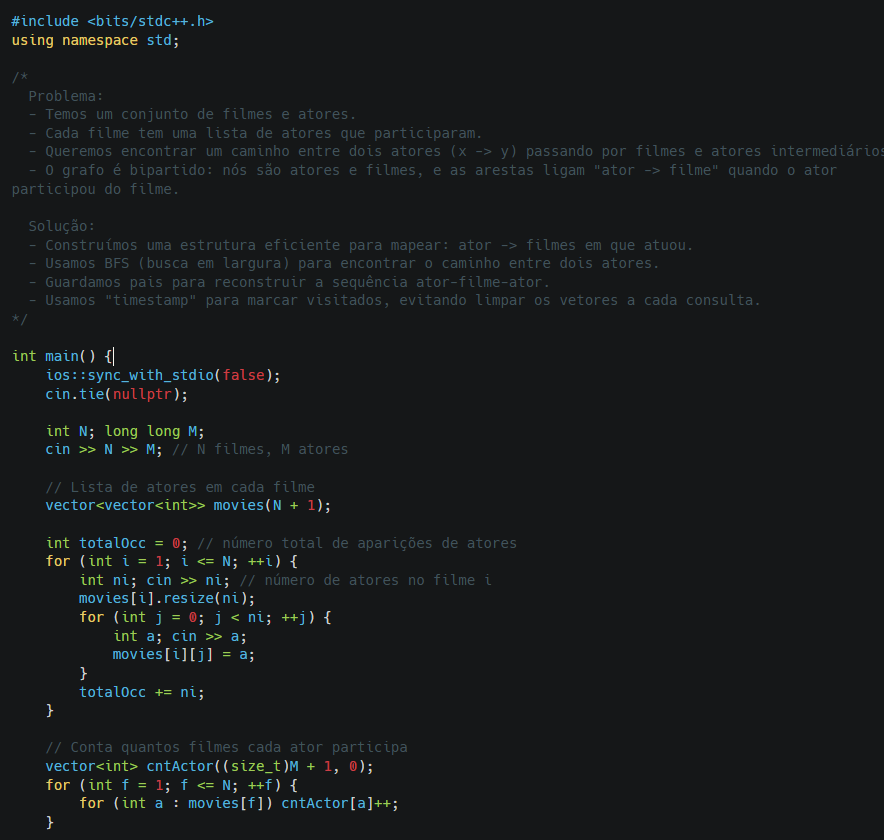 #include <bits/stdc++.h>
using namespace std;
/*
  Problema:
  - Temos um conjunto de filmes e atores.
  - Cada filme tem uma lista de atores que participaram.
  - Queremos encontrar um caminho entre dois atores (x -> y) passando por filmes e atores intermediários
  - O grafo é bipartido: nós são atores e filmes, e as arestas ligam "ator -> filme" quando o ator
participou do filme.
  Solução:
  - Construímos uma estrutura eficiente para mapear: ator -> filmes em que atuou.
  - Usamos BFS (busca em largura) para encontrar o caminho entre dois atores.
  - Guardamos pais para reconstruir a sequência ator-filme-ator.
  - Usamos "timestamp" para marcar visitados, evitando limpar os vetores a cada consulta.
*/
int main() {
    ios::sync_with_stdio(false);
    cin.tie(nullptr);
    int N; long long M;
    cin >> N >> M; // N filmes, M atores
    // Lista de atores em cada filme
    vector<vector<int>> movies(N + 1);
    int totalOcc = 0; // número total de aparições de atores
    for (int i = 1; i <= N; ++i) {
        int ni; cin >> ni; // número de atores no filme i
        movies[i].resize(ni);
        for (int j = 0; j < ni; ++j) {
            int a; cin >> a;
            movies[i][j] = a;
        }
        totalOcc += ni;
    }
    // Conta quantos filmes cada ator participa
    vector<int> cntActor((size_t)M + 1, 0);
    for (int f = 1; f <= N; ++f) {
        for (int a : movies[f]) cntActor[a]++;
    }